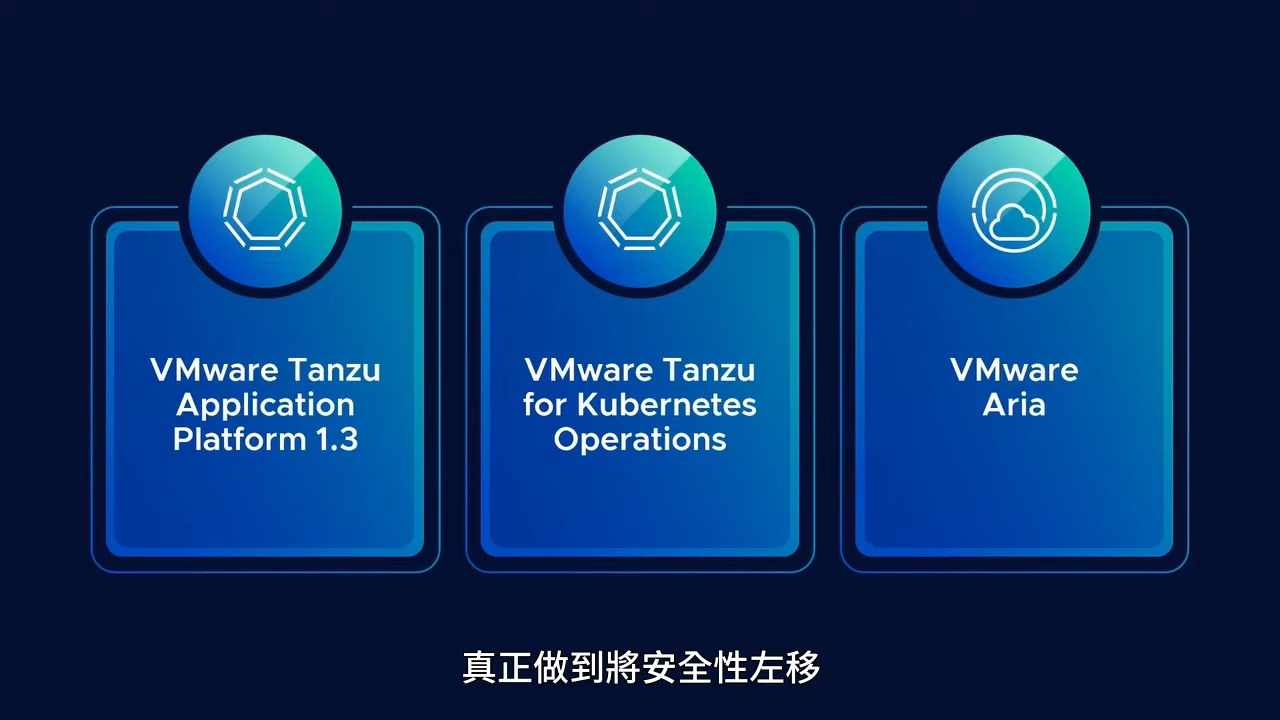 VMware Tanzu
Application
Platform 1.3
VMware Tanzu
for Kubernetes
Operations
VMware
Aria
真正做到將安全性左移